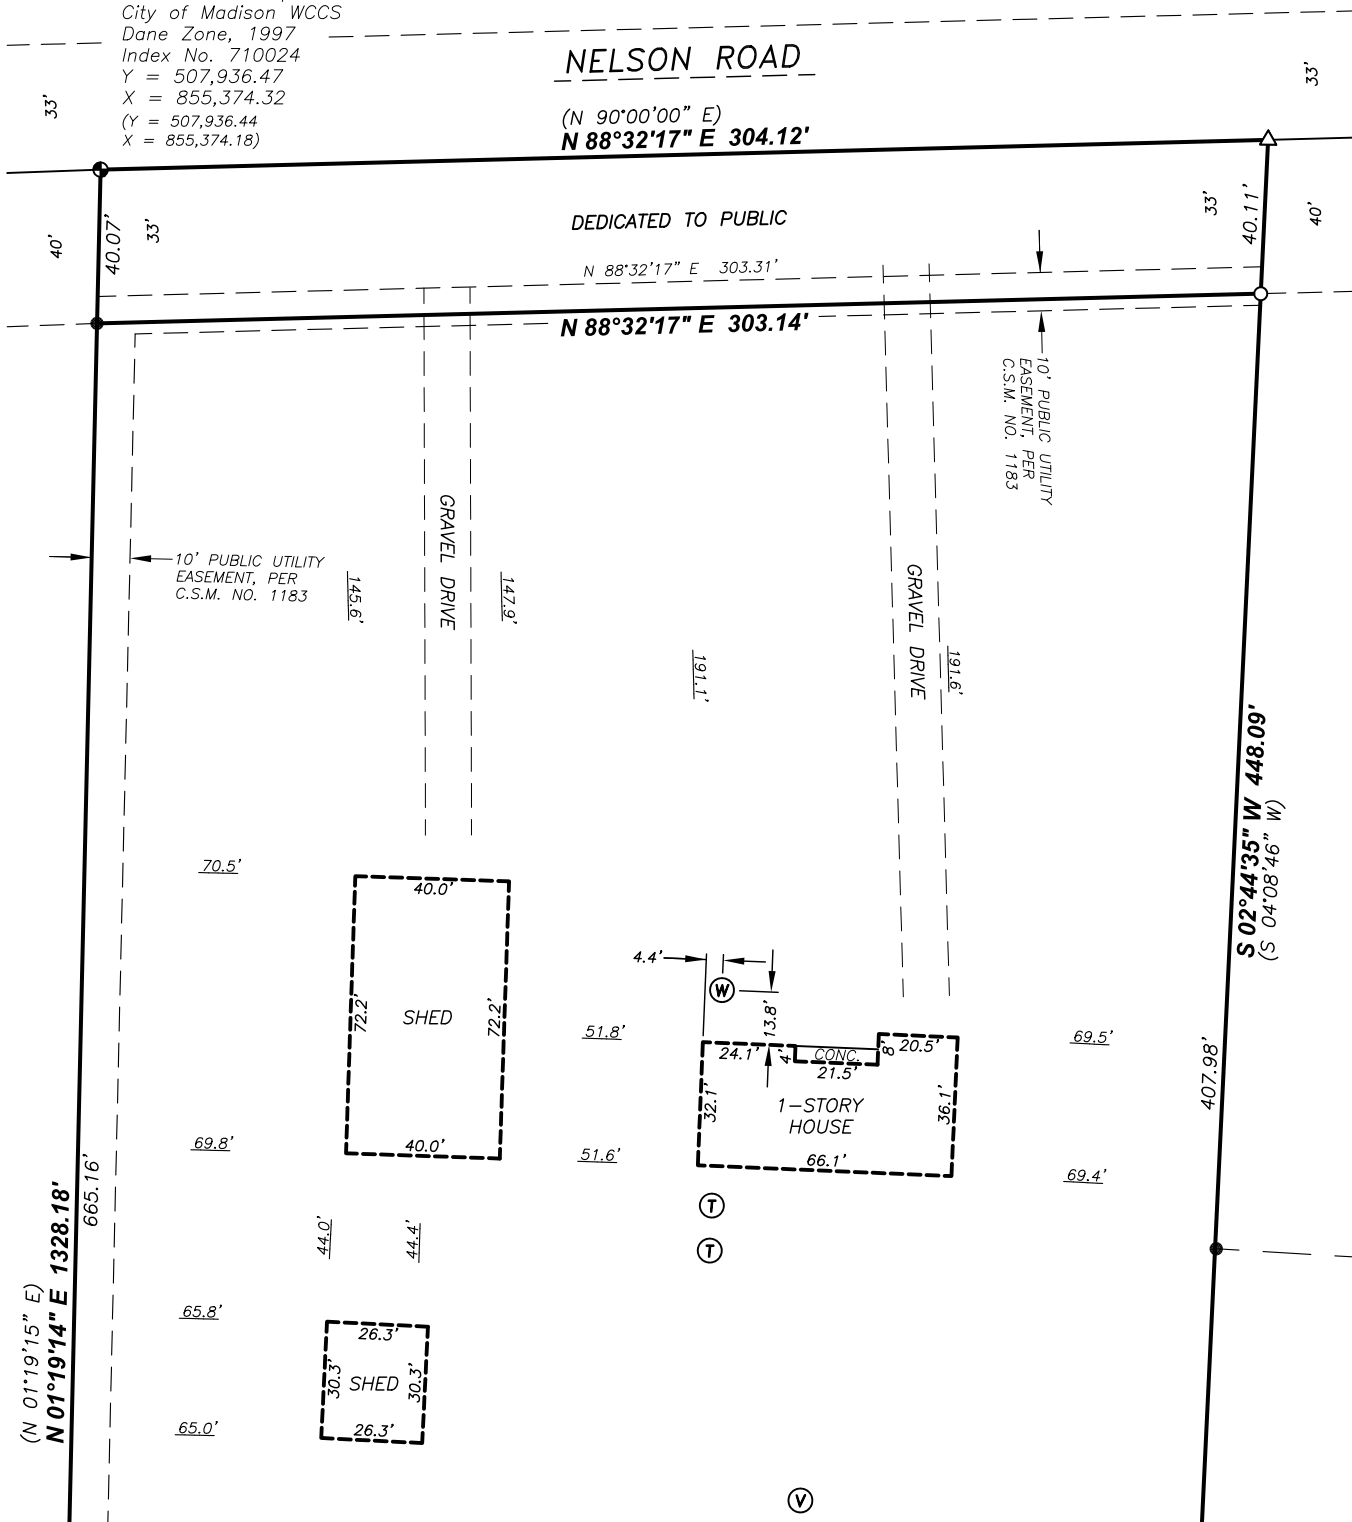 City of Madison WCCS
Dane Zone, 1997
Index No. 710024
Y = 507,936.47
X = 855,374.32
(Y = 507,936.44
X = 855,374.18)
NELSON ROAD
33'
33'
(N 90°00'00" E)
N 88°32'17" E 304.12'
40'
40.07'
33'
DEDICATED TO PUBLIC
33'
40.11'
40'
N 88°32'17" E 303.31'
N 88°32'17" E 303.14'
10' PUBLIC UTILITY
EASEMENT, PER
C.S.M. NO. 1183
10' PUBLIC UTILITY
EASEMENT, PER
C.S.M. NO. 1183
145.6'
GRAVEL DRIVE
147.9'
191.1'
GRAVEL DRIVE
191.6'
S 02°44'35" W 448.09'
(S 04°08'46" W)
70.5'
40.0'
72.2'
SHED
72.2'
40.0'
4.4'
W
13.8'
51.8'
24.1'
4'
CONC.
21.5'
8'
20.5'
69.5'
407.98'
32.1'
1-STORY
HOUSE
36.1'
66.1'
69.8'
51.6'
69.4'
665.16'
T
T
44.0'
44.4'
(N 01°19'15" E)
N 01°19'14" E 1328.18'
65.8'
26.3'
30.3'
SHED
30.3'
26.3'
65.0'
V